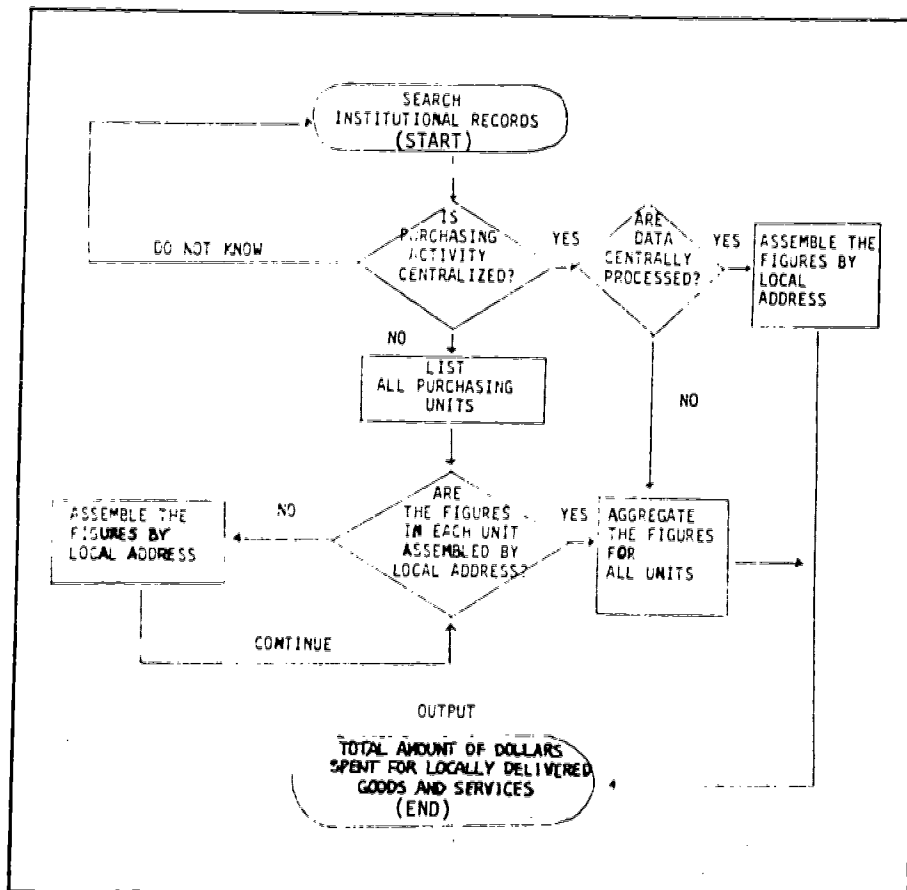 SEARCH
INSTITUTIONAL RECORDS
(START)
DO NOT KNOW
IS
PURCHASING
ACTIVITY
CENTRALIZED?
YES
ARE
DATA
CENTRALLY
PROCESSED?
YES
ASSEMBLE THE
FIGURES BY
LOCAL
ADDRESS
NO
LIST
ALL PURCHASING
UNITS
NO
ASSEMBLE THE
FIGURES BY
LOCAL ADDRESS
NO
ARE
THE FIGURES
IN EACH UNIT
ASSEMBLED BY
LOCAL ADDRESS?
YES
AGGREGATE
THE FIGURES
FOR
ALL UNITS
CONTINUE
OUTPUT
TOTAL AMOUNT OF DOLLARS
SPENT FOR LOCALLY DELIVERED
GOODS AND SERVICES
(END)